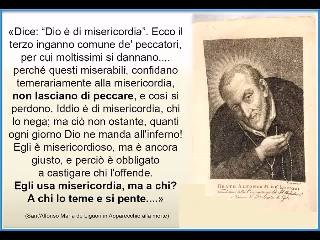 «Dice: “Dio è di misericordia”. Ecco il
terzo inganno comune de' peccatori,
per cui moltissimi si dannano....
perché questi miserabili, confidano
temerariamente alla misericordia,
non lasciano di peccare, e così si
perdono. Iddio è di misericordia, chi
lo nega; ma ciò non ostante, quanti
ogni giorno Dio ne manda all'inferno!
Egli è misericordioso, ma è ancora
giusto, e perciò è obbligato
a castigare chi l'offende.
Egli usa misericordia, ma a chi?
A chi lo teme e si pente....»
(Sant'Alfonso Maria de Liguori in Apparecchio alla morte)
BEATO ALFONSO M. DE LIGUORI